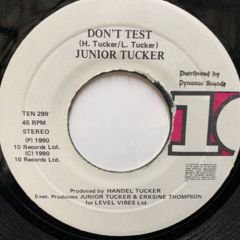 DON'T TEST
(H. Tucker/L. Tucker)
JUNIOR TUCKER
Distributed by
Dynamic Sounds
TEN 299
45 RPM
STEREO
(P) 1990
10 Records Ltd.
(C) 1990
10 Records Ltd.
10
Produced by HANDEL TUCKER
Exec. Producers JUNIOR TUCKER & ERKSINE THOMPSON
for LEVEL VIBES Ltd.